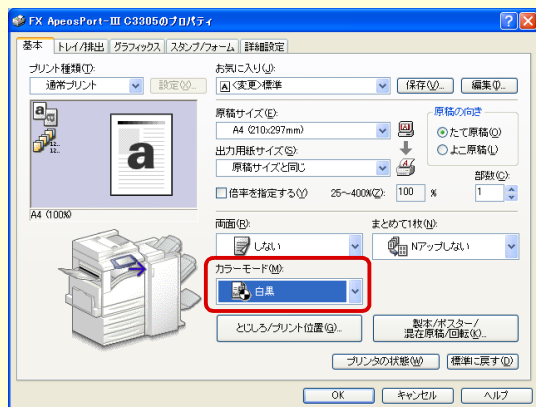 FX ApeosPort-III C3305のプロパティ
基本 トレイ/排出 グラフィックス スタンプ/フォーム 詳細設定
プリント種類(T):
通常プリント
設定(X)...
お気に入り(J):
A <変更>標準
保存(V)...
編集(L)...
原稿サイズ(E):
A4 (210x297mm)
出力用紙サイズ(S):
原稿サイズと同じ
原稿の向き
たて原稿(O)
よこ原稿(L)
倍率を指定する(Y) 25~400%(Z): 100 %
部数(C):
1
a
a
12..
12..
a
A4 (100%)
両面(R):
しない
まとめて1枚(N):
Nアップしない
カラーモード(M):
白黒
とじしろ/プリント位置(G)...
製本/ポスター/
混在原稿/回転(K)...
プリンタの状態(W)
標準に戻す(D)
OK
キャンセル
ヘルプ